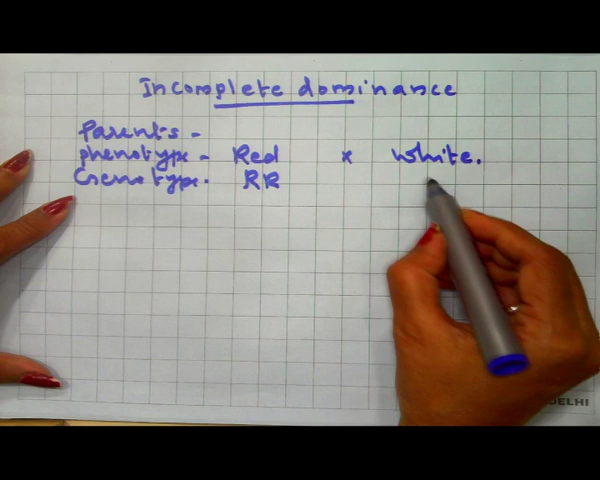 Incomplete dominance
Parents -
phenotype - Red x white.
Genotype. RR
DELHI